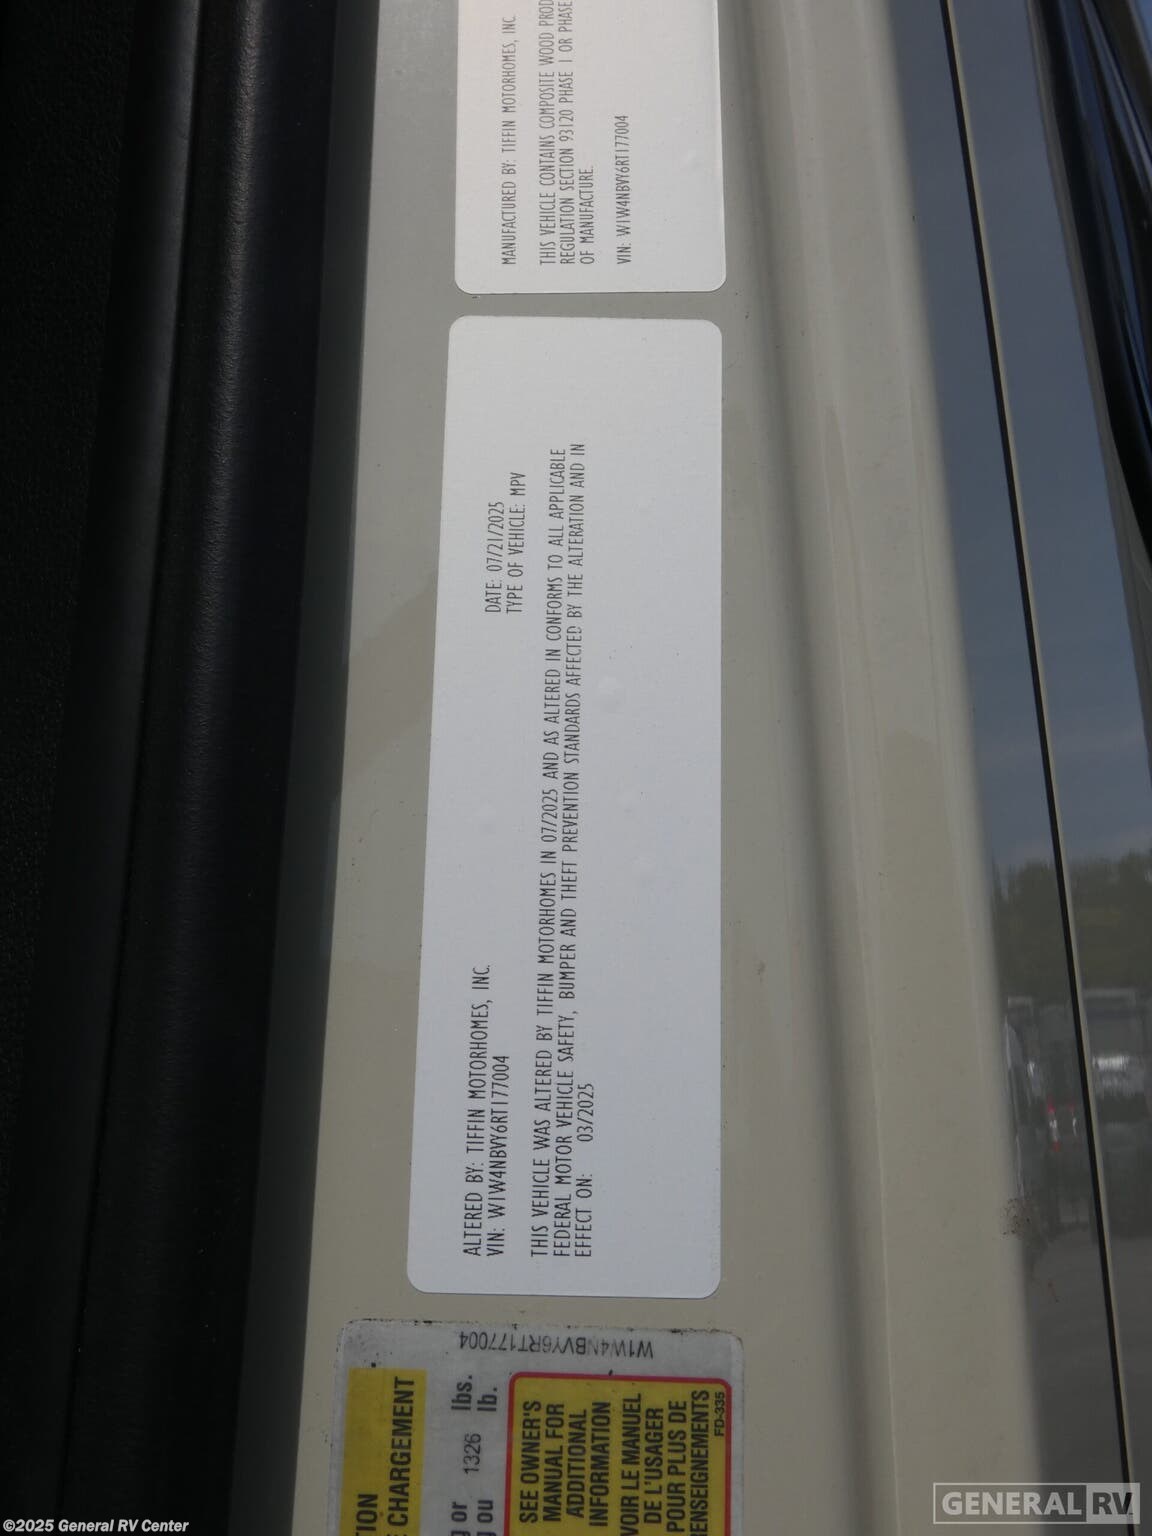 MANUFACTURED BY: TIFFIN MOTORHOMES, INC.
THIS VEHICLE CONTAINS COMPOSITE WOOD
REGULATION SECTION 93120 PHASE 1 OR PHASE
OF MANUFACTURE.
VIN: W1W4NBVY6RT177004
DATE: 07/21/2025
TYPE OF VEHICLE: MPV
ALTERED BY: TIFFIN MOTORHOMES, INC.
VIN: W1W4NBVY6RT177004
THIS VEHICLE WAS ALTERED BY TIFFIN MOTORHOMES IN 07/2025 AND AS ALTERED IN CONFORMS TO ALL APPLICABLE
FEDERAL MOTOR VEHICLE SAFETY, BUMPER AND THEFT PREVENTION STANDARDS AFFECTED BY THE ALTERATION AND IN
EFFECT ON: 03/2025
W1W4NBVY6RT177004
CHARGEMENT
or 1326 lbs.
ou lb.
SEE OWNER'S
MANUAL FOR
ADDITIONAL
INFORMATION
VOIR LE MANUEL
DE L'USAGER
POUR PLUS DE
RENSEIGNEMENTS
FD-335
GENERAL RV
©2025 General RV Center